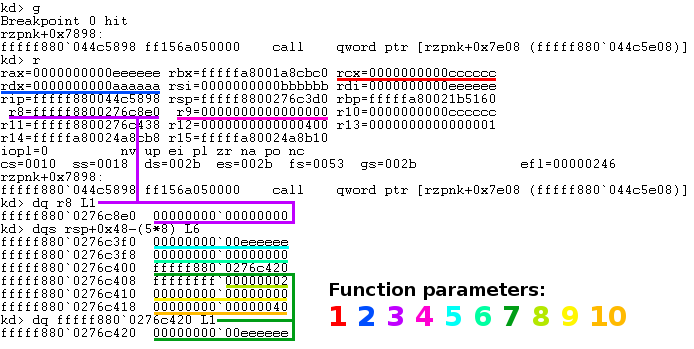 kd> g
Breakpoint 0 hit
rzpnk+0x7898:
fffff880`044c5898 ff156a050000    call    qword ptr [rzpnk+0x7e08 (fffff880`044c5e08)]
kd> r
rax=0000000000eeeeee rbx=fffffa8001a8cbc0 rcx=0000000000cccccc
rdx=0000000000aaaaaa rsi=0000000000bbbbbb rdi=0000000000eeeeee
rip=fffff880044c5898 rsp=fffff8800276c3d0 rbp=fffffa80021b5160
r8=fffff8800276c8e0 r9=0000000000000000 r10=0000000000cccccc
r11=fffff8800276c438 r12=0000000000000400 r13=0000000000000001
r14=fffffa80024a8cb8 r15=fffffa80024a8b10
iopl=0         nv up ei pl zr na po nc
cs=0010  ss=0018  ds=002b  es=002b  fs=0053  gs=002b             efl=00000246
rzpnk+0x7898:
fffff880`044c5898 ff156a050000    call    qword ptr [rzpnk+0x7e08 (fffff880`044c5e08)]
kd> dq r8 L1
fffff880`0276c8e0  00000000`00000000
kd> dqs rsp+0x48-(5*8) L6
fffff880`0276c3f0  00000000`00eeeeee
fffff880`0276c3f8  00000000`00000000
fffff880`0276c400  fffff880`0276c420
fffff880`0276c408  ffffffff`00000002
fffff880`0276c410  00000000`00000000
fffff880`0276c418  00000000`00000040
kd> dq fffff880`0276c420 L1
fffff880`0276c420  00000000`00eeeeee
Function parameters:
1 2 3 4 5 6 7 8 9 10